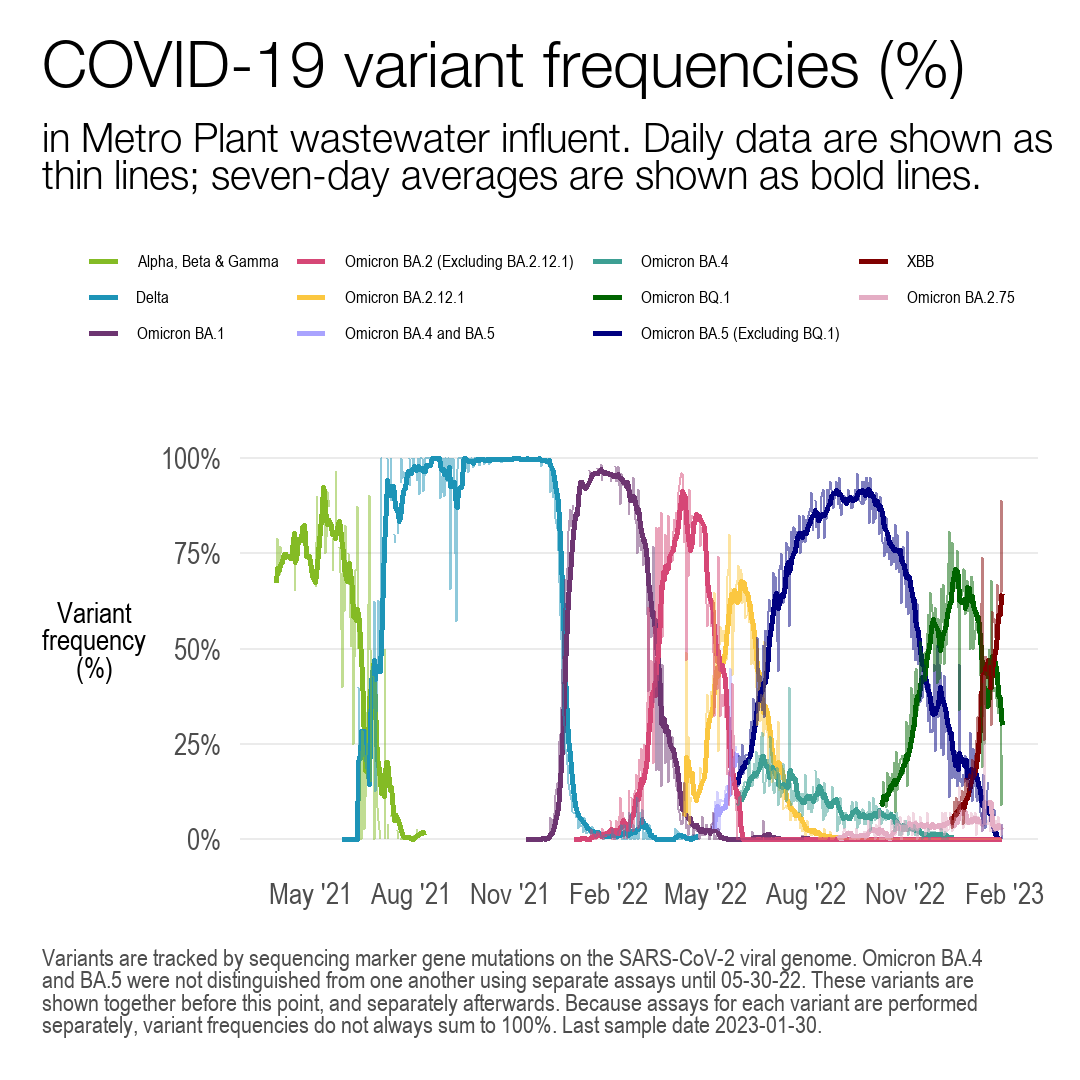 COVID-19 variant frequencies (%)
in Metro Plant wastewater influent. Daily data are shown as
thin lines; seven-day averages are shown as bold lines.
Alpha, Beta & Gamma
Omicron BA.2 (Excluding BA.2.12.1)
Omicron BA.4
XBB
Delta
Omicron BA.2.12.1
Omicron BQ.1
Omicron BA.2.75
Omicron BA.1
Omicron BA.4 and BA.5
Omicron BA.5 (Excluding BQ.1)
100%
75%
Variant
frequency
(%)
50%
25%
0%
May '21
Aug '21
Nov '21
Feb '22
May '22
Aug '22
Nov '22
Feb '23
Variants are tracked by sequencing marker gene mutations on the SARS-CoV-2 viral genome. Omicron BA.4
and BA.5 were not distinguished from one another using separate assays until 05-30-22. These variants are
shown together before this point, and separately afterwards. Because assays for each variant are performed
separately, variant frequencies do not always sum to 100%. Last sample date 2023-01-30.